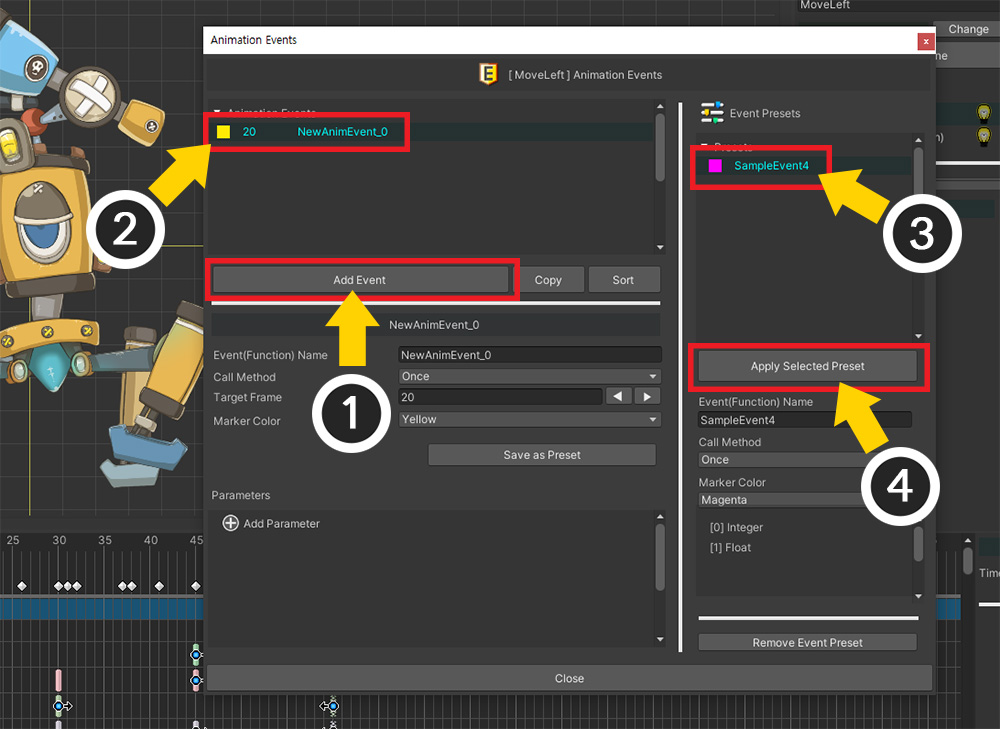 MoveLeft
Change
Animation Events
x
[ MoveLeft ] Animation Events
20 NewAnimEvent_0
2
Add Event
Copy
Sort
1
NewAnimEvent_0
Event(Function) Name
NewAnimEvent_0
Call Method
Once
Target Frame
20
Marker Color
Yellow
Save as Preset
Parameters
Add Parameter
Event Presets
SampleEvent4
3
Apply Selected Preset
4
Event(Function) Name
SampleEvent4
Call Method
Once
Marker Color
Magenta
[0] Integer
[1] Float
Remove Event Preset
Close
25 30 35 40 45